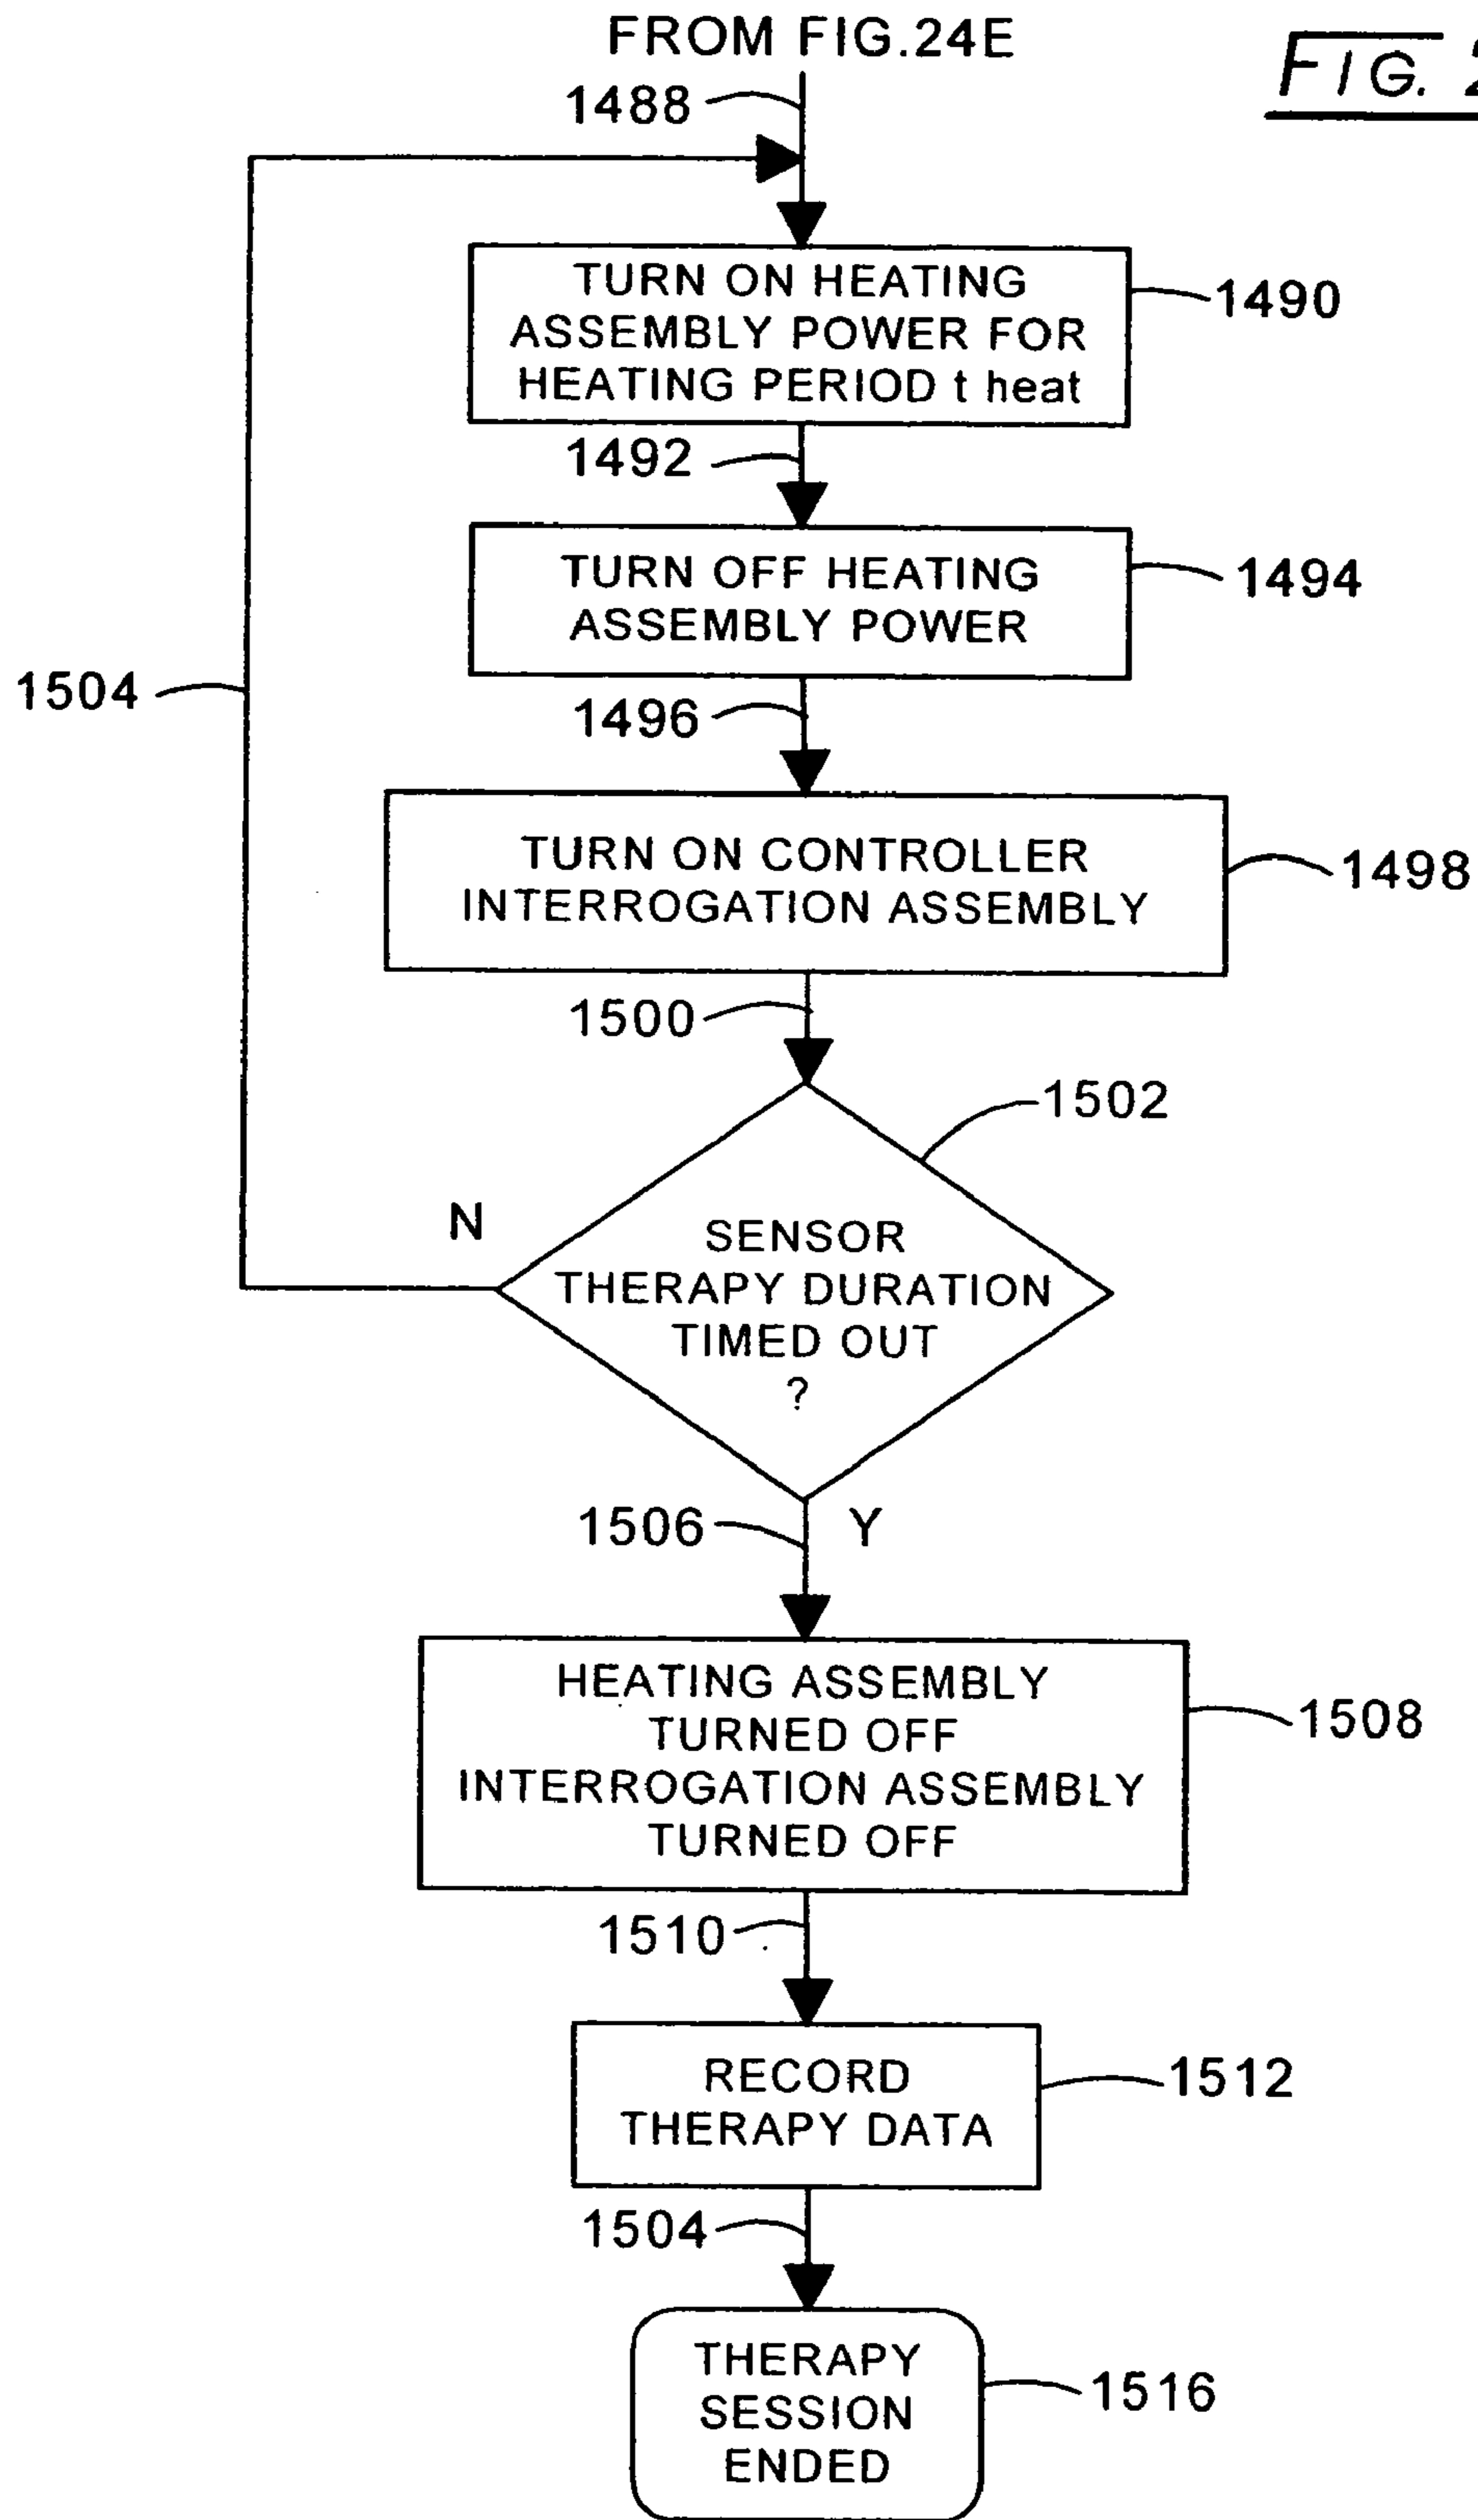 FROM FIG.24E
FIG. 2
1488
TURN ON HEATING
ASSEMBLY POWER FOR
HEATING PERIOD t heat
1490
1492
TURN OFF HEATING
ASSEMBLY POWER
1494
1504
1496
TURN ON CONTROLLER
INTERROGATION ASSEMBLY
1498
1500
1502
N
SENSOR
THERAPY DURATION
TIMED OUT
?
1506
Y
HEATING ASSEMBLY
TURNED OFF
INTERROGATION ASSEMBLY
TURNED OFF
1508
1510
RECORD
THERAPY DATA
1512
1504
THERAPY
SESSION
ENDED
1516